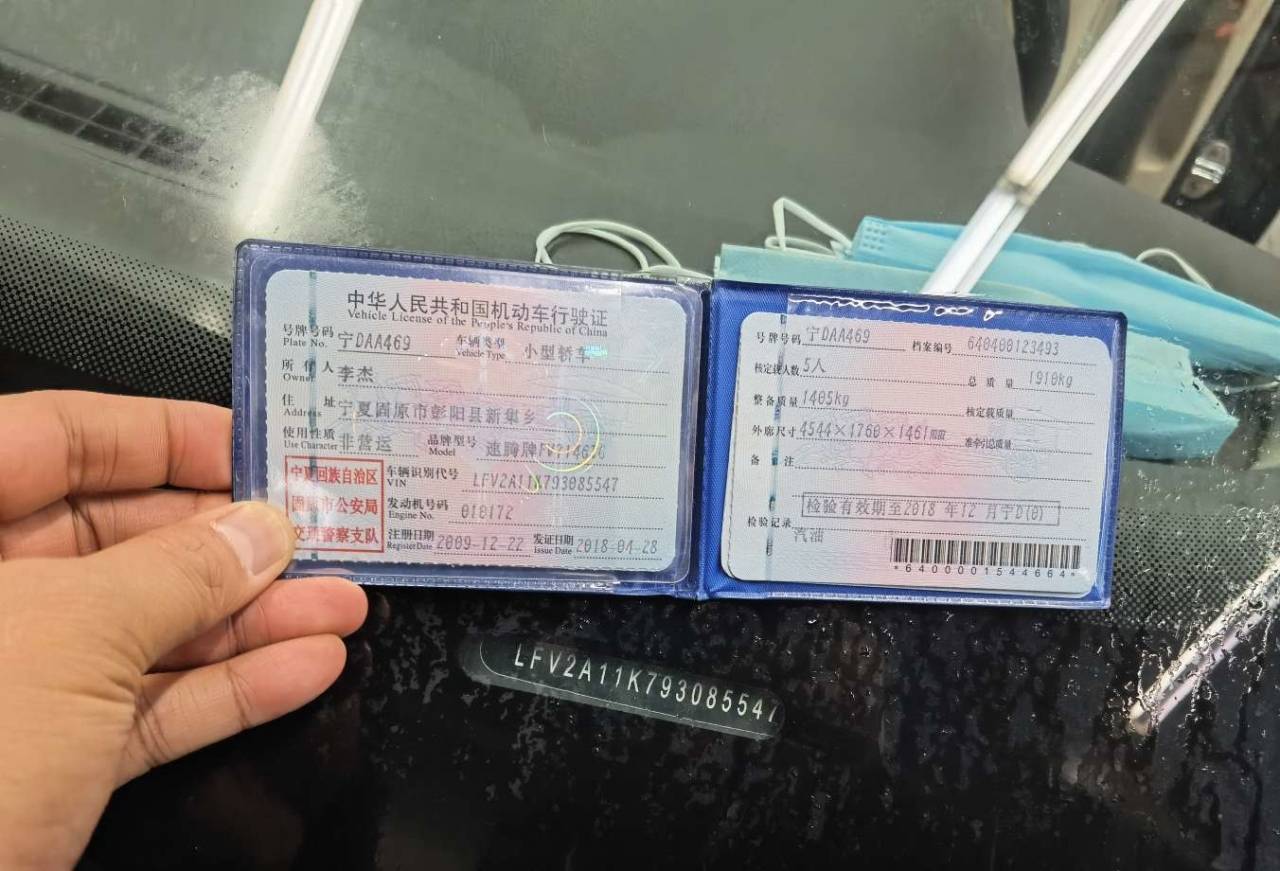 中华人民共和国机动车行驶证
Vehicle License of the People's Republic of China
号牌号码 Plate No. 宁DAA469 车辆类型 Vehicle Type 小型轿车
所有人 Owner 李杰
住址 Address 宁夏固原市彭阳县新集乡
使用性质 Use Character 非营运 品牌型号 Model 速腾牌
宁夏回族自治区
固原市公安局
交通警察支队
车辆识别代号 VIN LFV2A11K793085547
发动机号码 Engine No. 010172
注册日期 Register Date 2009-12-22 发证日期 Issue Date 2018-04-28
号牌号码 宁DAA469 档案编号 640400123493
核定载人数 5人 总质量 1910kg
整备质量 1405kg 核定载质量 --
外廓尺寸 4544×1760×1461mm 准牵引总质量
备注
检验有效期至2018 年12 月宁D(0)
检验记录
汽油
*6400001544664*
LFV2A11K793085547